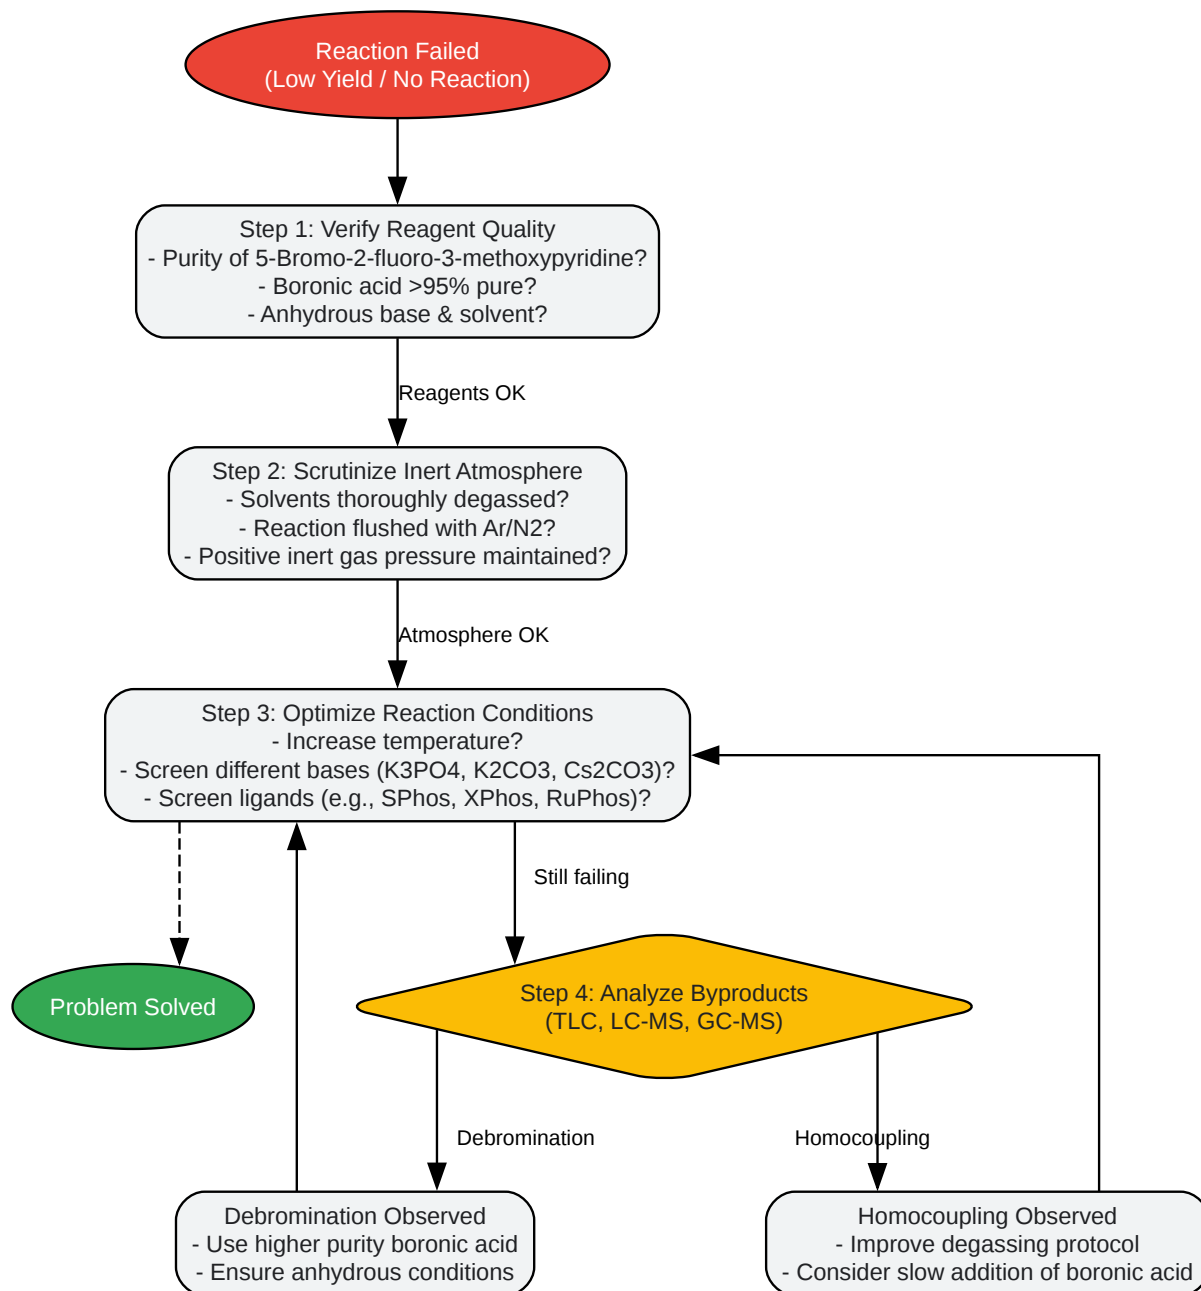 Reaction Failed
(Low Yield / No Reaction)
Step 1: Verify Reagent Quality
- Purity of 5-Bromo-2-fluoro-3-methoxypyridine?
- Boronic acid >95% pure?
- Anhydrous base & solvent?
Reagents OK
Step 2: Scrutinize Inert Atmosphere
- Solvents thoroughly degassed?
- Reaction flushed with Ar/N2?
- Positive inert gas pressure maintained?
Atmosphere OK
Step 3: Optimize Reaction Conditions
- Increase temperature?
- Screen different bases (K3PO4, K2CO3, Cs2CO3)?
- Screen ligands (e.g., SPhos, XPhos, RuPhos)?
Still failing
Problem Solved
Step 4: Analyze Byproducts
(TLC, LC-MS, GC-MS)
Debromination
Homocoupling
Debromination Observed
- Use higher purity boronic acid
- Ensure anhydrous conditions
Homocoupling Observed
- Improve degassing protocol
- Consider slow addition of boronic acid